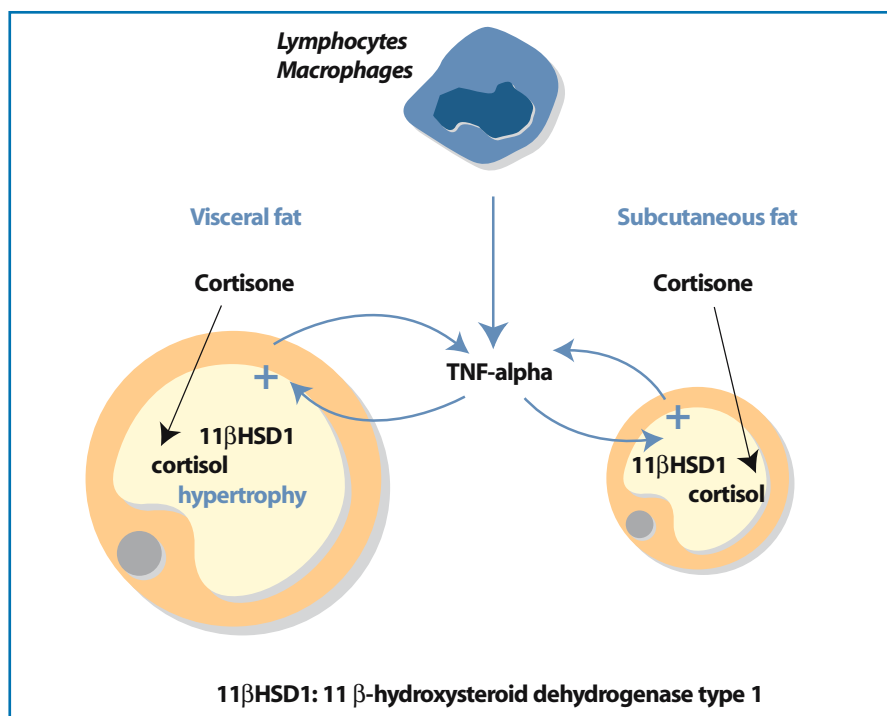 Lymphocytes
Macrophages
Visceral fat
Subcutaneous fat
Cortisone
Cortisone
TNF-alpha
+
+
11βHSD1
cortisol
hypertrophy
11βHSD1
cortisol
11βHSD1: 11 β-hydroxysteroid dehydrogenase type 1